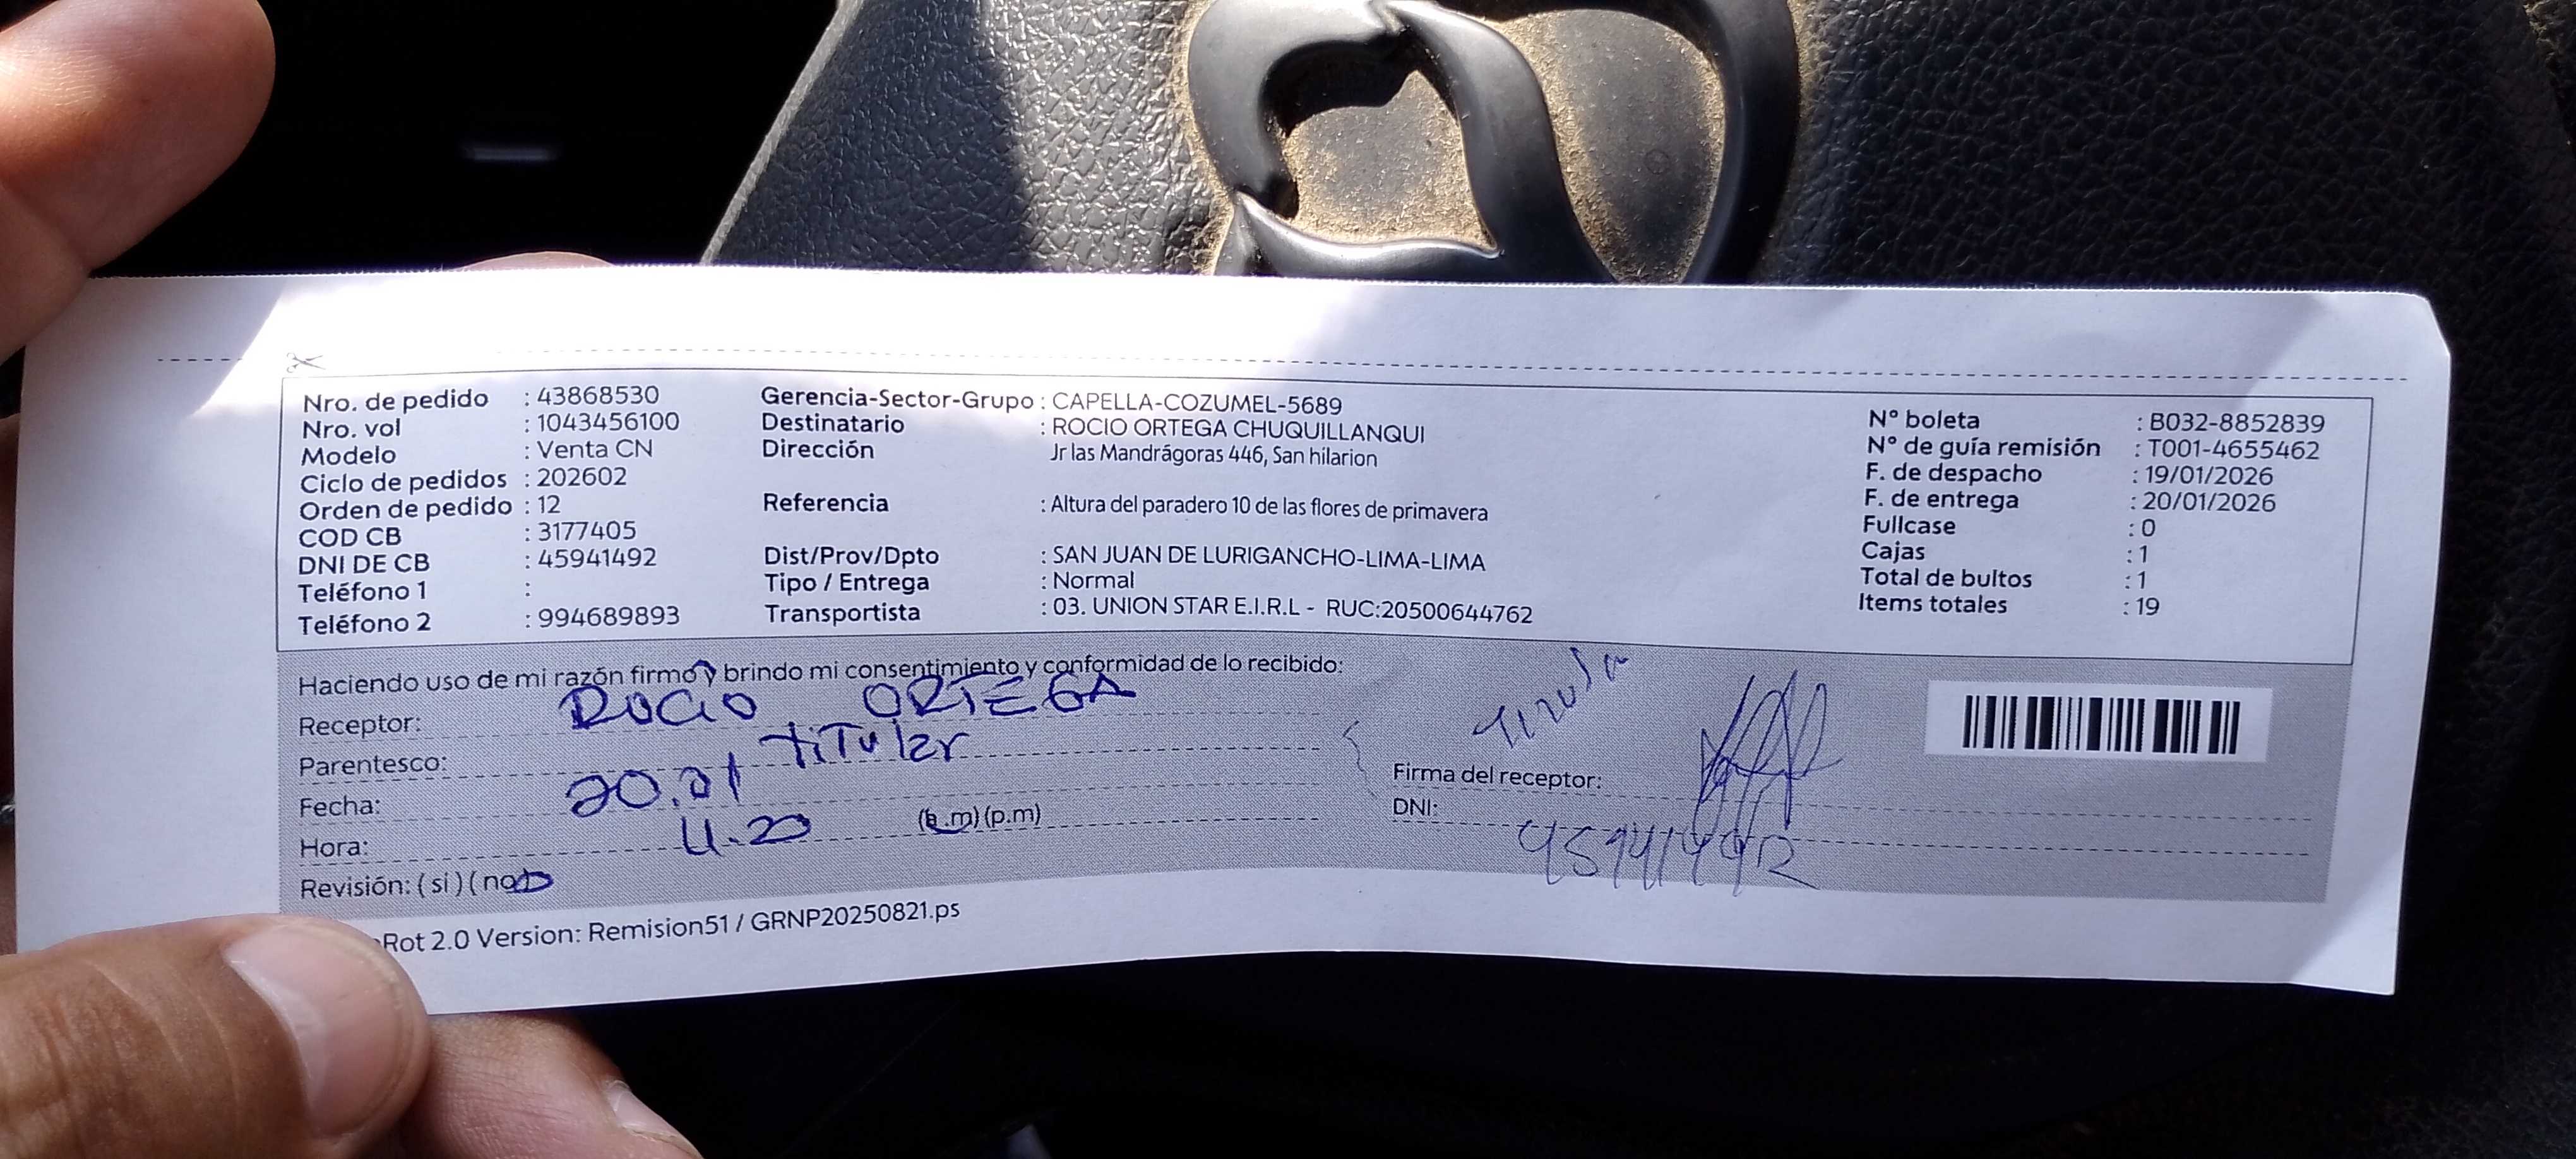 Nro. de pedido : 43868530
Nro. vol : 1043456100
Modelo : Venta CN
Ciclo de pedidos : 202602
Orden de pedido : 12
COD CB : 3177405
DNI DE CB : 45941492
Teléfono 1 :
Teléfono 2 : 994689893
Gerencia-Sector-Grupo : CAPELLA-COZUMEL-5689
Destinatario : ROCIO ORTEGA CHUQUILLANQUI
Dirección Jr las Mandrágoras 446, San hilarion
Referencia : Altura del paradero 10 de las flores de primavera
Dist/Prov/Dpto : SAN JUAN DE LURIGANCHO-LIMA-LIMA
Tipo / Entrega : Normal
Transportista : 03. UNION STAR E.I.R.L - RUC:20500644762
N° boleta : B032-8852839
N° de guía remisión : T001-4655462
F. de despacho : 19/01/2026
F. de entrega : 20/01/2026
Fullcase : 0
Cajas : 1
Total de bultos : 1
Items totales : 19
Haciendo uso de mi razón firmo y brindo mi consentimiento y conformidad de lo recibido:
Receptor: ROCIO ORTEGA
Parentesco: TiTular
Fecha: 20.01
Hora: 11.20 (a.m) (p.m)
Revisión: ( si ) ( no )
Firma del receptor:
DNI: 45941492
Rot 2.0 Version: Remision51 / GRNP20250821.ps